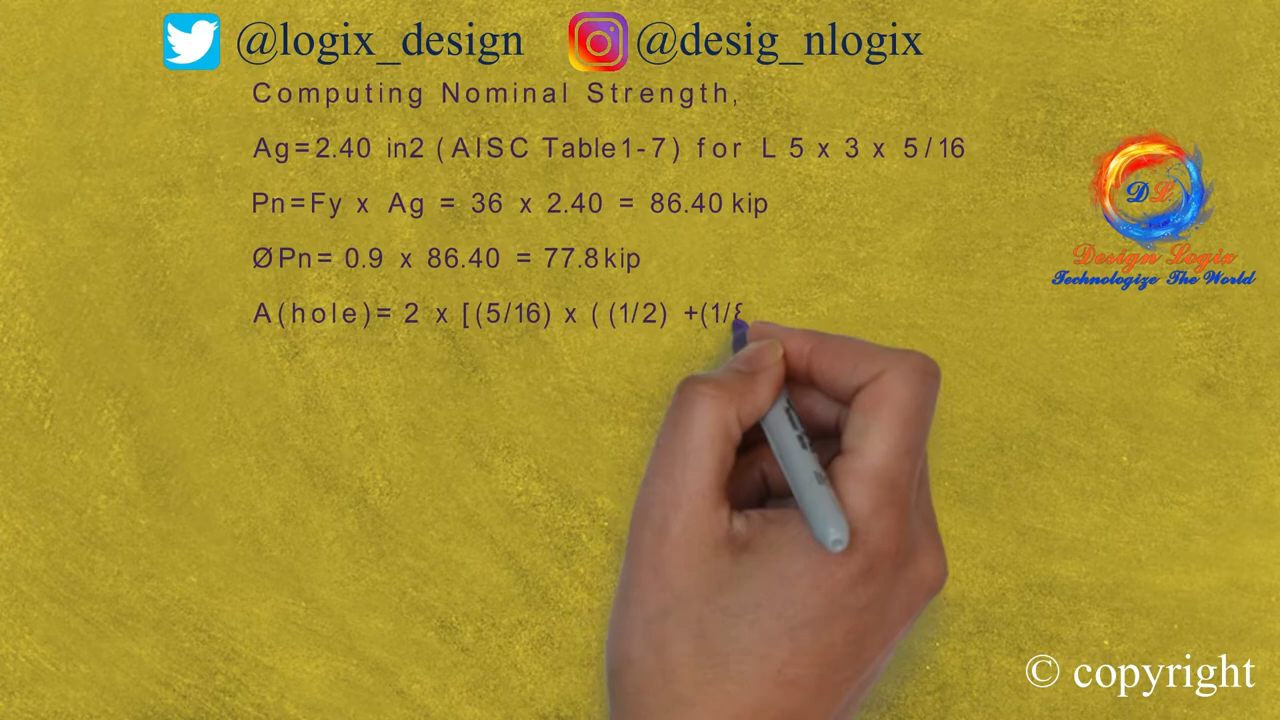 @logix_design @desig_nlogix
Computing Nominal Strength,
Ag=2.40 in2 (AISC Table1-7) for L 5 x 3 x 5/16
Pn=Fy x Ag = 36 x 2.40 = 86.40 kip
ØPn= 0.9 x 86.40 = 77.8kip
A(hole)= 2 x [(5/16) x ((1/2) +(1/8
DL
Design Logix
Technologize The World
© copyright